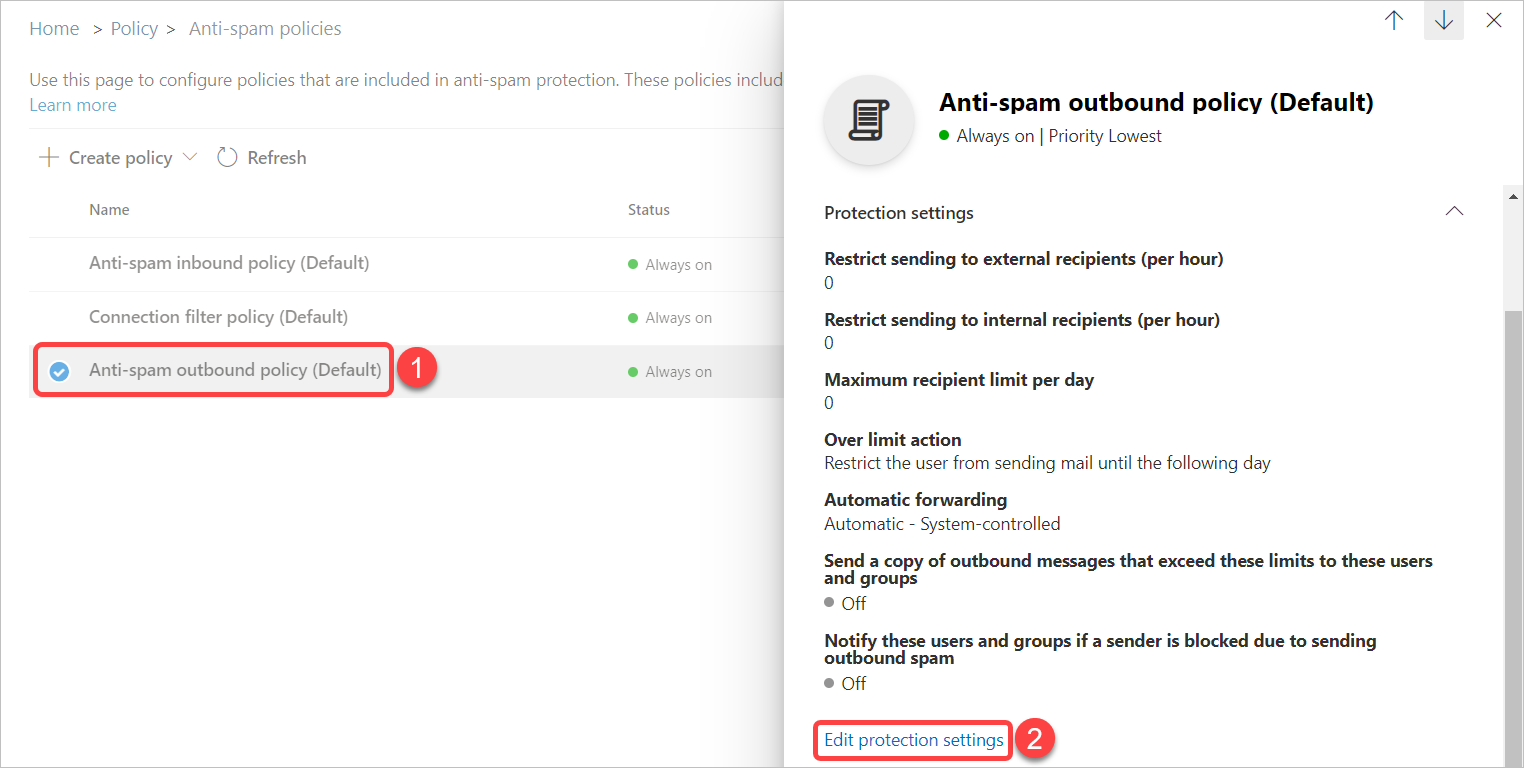 Home > Policy > Anti-spam policies
Use this page to configure policies that are included in anti-spam protection. These policies includ
Learn more
Create policy
Refresh
Name
Status
Anti-spam inbound policy (Default)
Always on
Connection filter policy (Default)
Always on
Anti-spam outbound policy (Default)
1
Always on
Anti-spam outbound policy (Default)
Always on | Priority Lowest
Protection settings
Restrict sending to external recipients (per hour)
0
Restrict sending to internal recipients (per hour)
0
Maximum recipient limit per day
0
Over limit action
Restrict the user from sending mail until the following day
Automatic forwarding
Automatic - System-controlled
Send a copy of outbound messages that exceed these limits to these users
and groups
Off
Notify these users and groups if a sender is blocked due to sending
outbound spam
Off
Edit protection settings
2